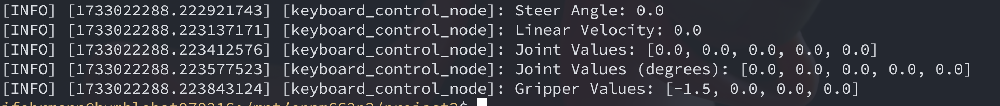 [INFO] [1733022288.222921743] [keyboard_control_node]: Steer Angle: 0.0
[INFO] [1733022288.223137171] [keyboard_control_node]: Linear Velocity: 0.0
[INFO] [1733022288.223412576] [keyboard_control_node]: Joint Values: [0.0, 0.0, 0.0, 0.0, 0.0]
[INFO] [1733022288.223577523] [keyboard_control_node]: Joint Values (degrees): [0.0, 0.0, 0.0, 0.0, 0.0]
[INFO] [1733022288.223843124] [keyboard_control_node]: Gripper Values: [-1.5, 0.0, 0.0, 0.0]